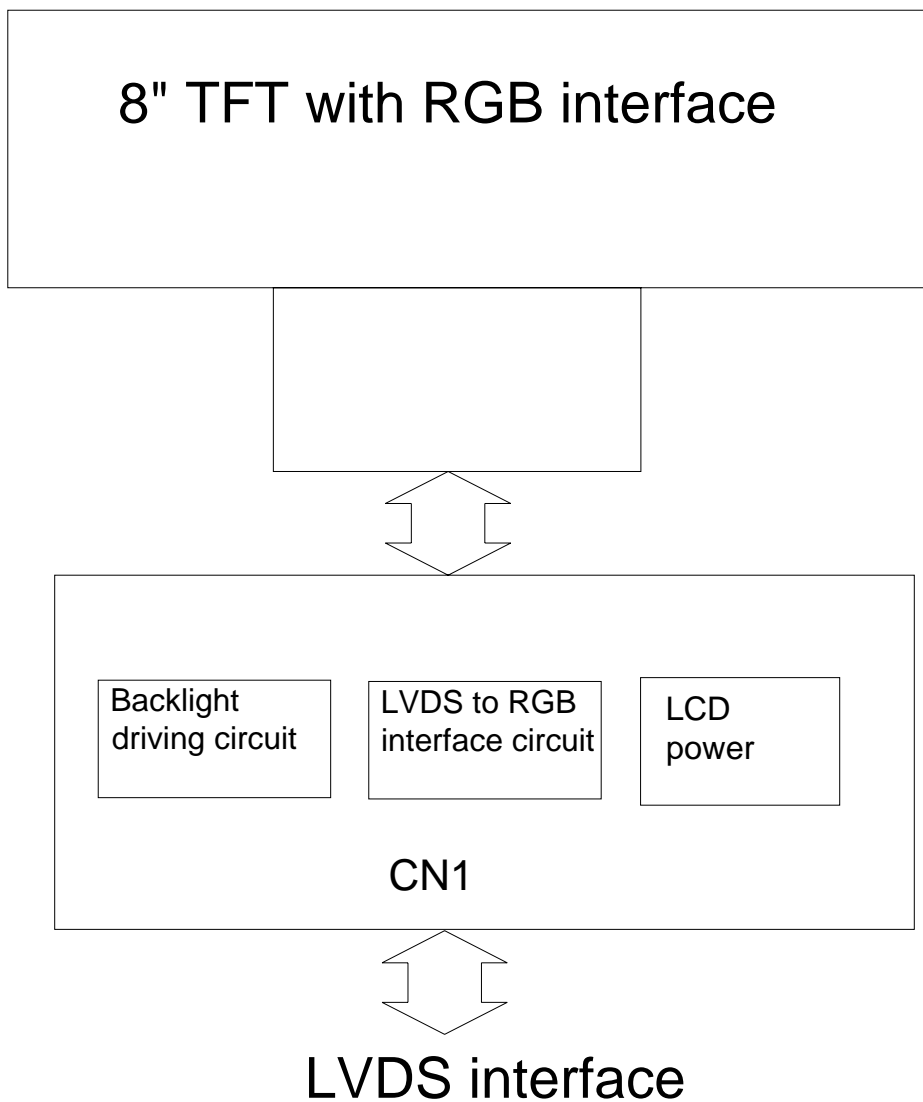 8" TFT with RGB interface
Backlight
driving circuit
LVDS to RGB
interface circuit
LCD
power
CN1
LVDS interface